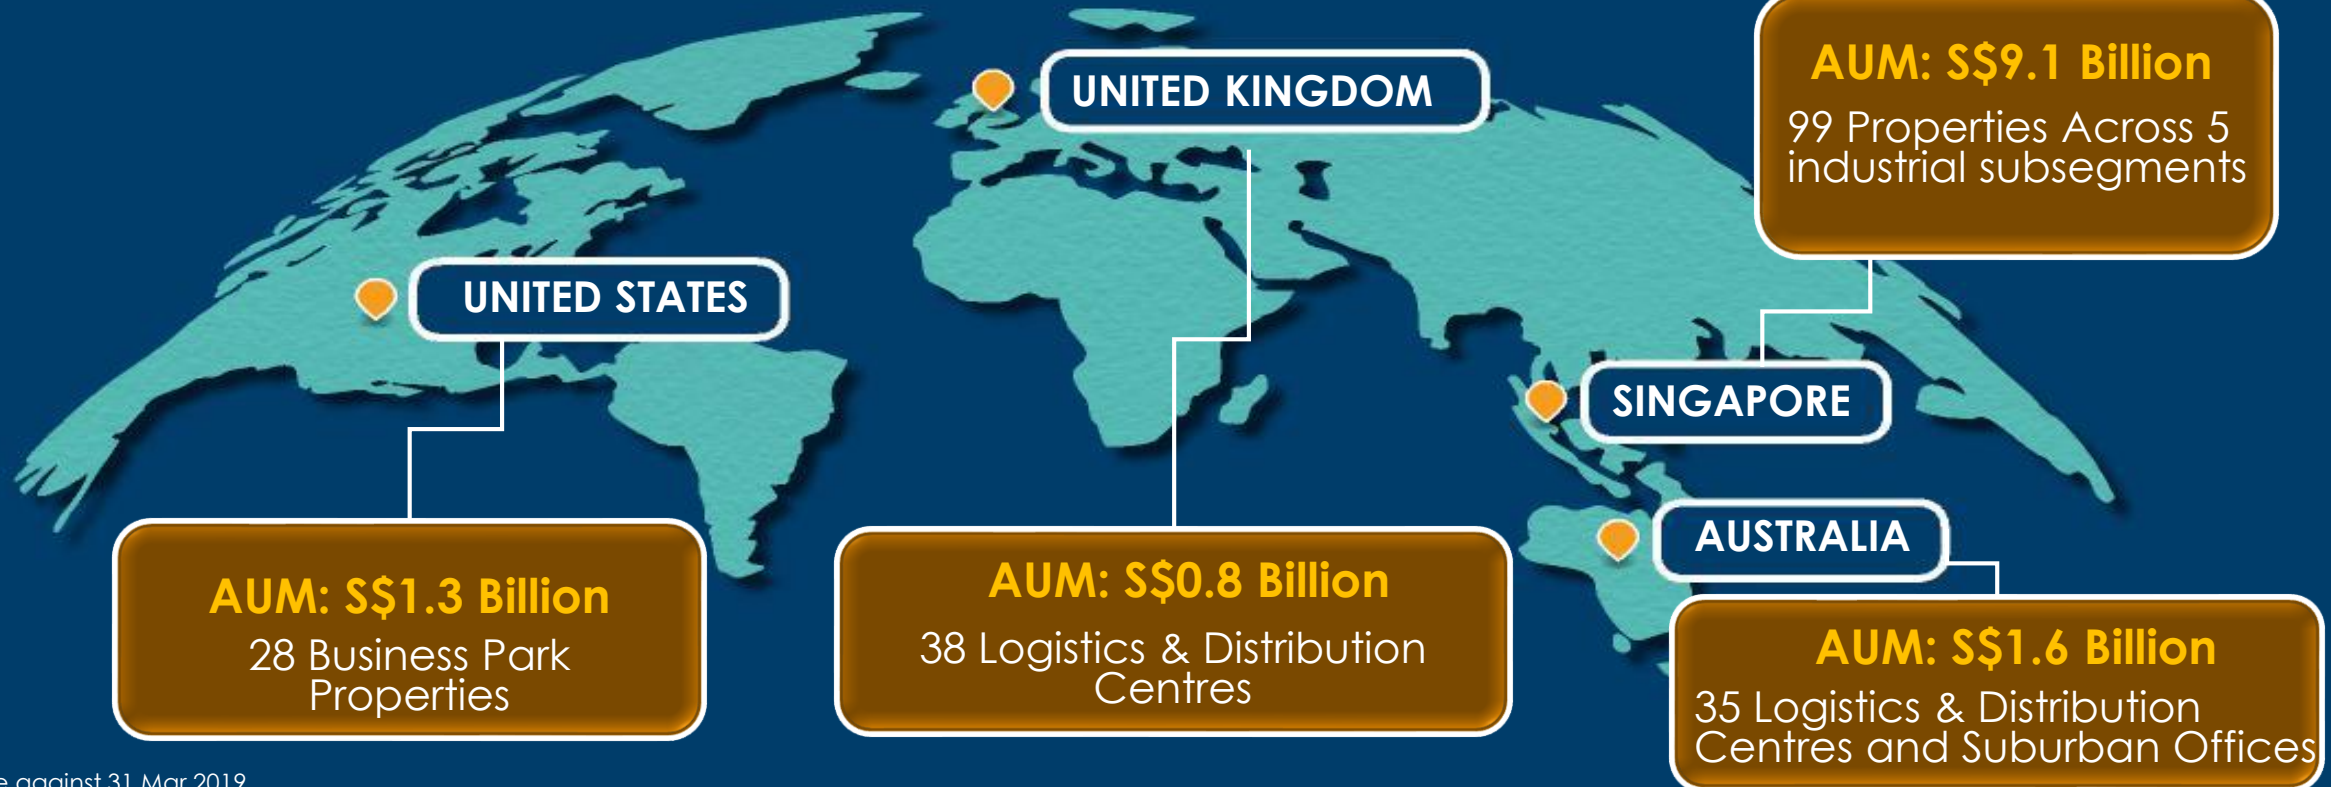 UNITED KINGDOM
AUM: S$9.1 Billion
99 Properties Across 5
industrial subsegments
UNITED STATES
SINGAPORE
AUSTRALIA
AUM: S$1.3 Billion
28 Business Park
Properties
AUM: S$0.8 Billion
38 Logistics & Distribution
Centres
AUM: S$1.6 Billion
35 Logistics & Distribution
Centres and Suburban Offices
against 31 Mar 2019